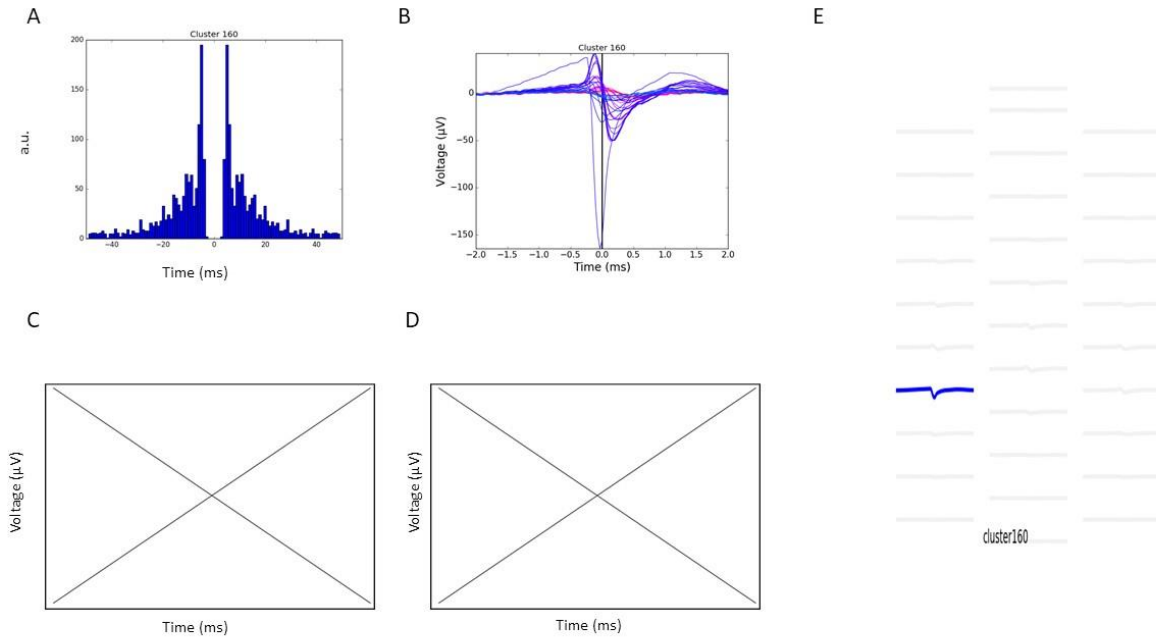 A
Cluster 160
200
150
100
50
0
a.u.
−40 −20 0 20 40
Time (ms)
B
Cluster 160
0
−50
−100
−150
Voltage (µV)
−2.0 −1.5 −1.0 −0.5 0.0 0.5 1.0 1.5 2.0
Time (ms)
C
Voltage (µV)
Time (ms)
D
Voltage (µV)
Time (ms)
E
cluster160